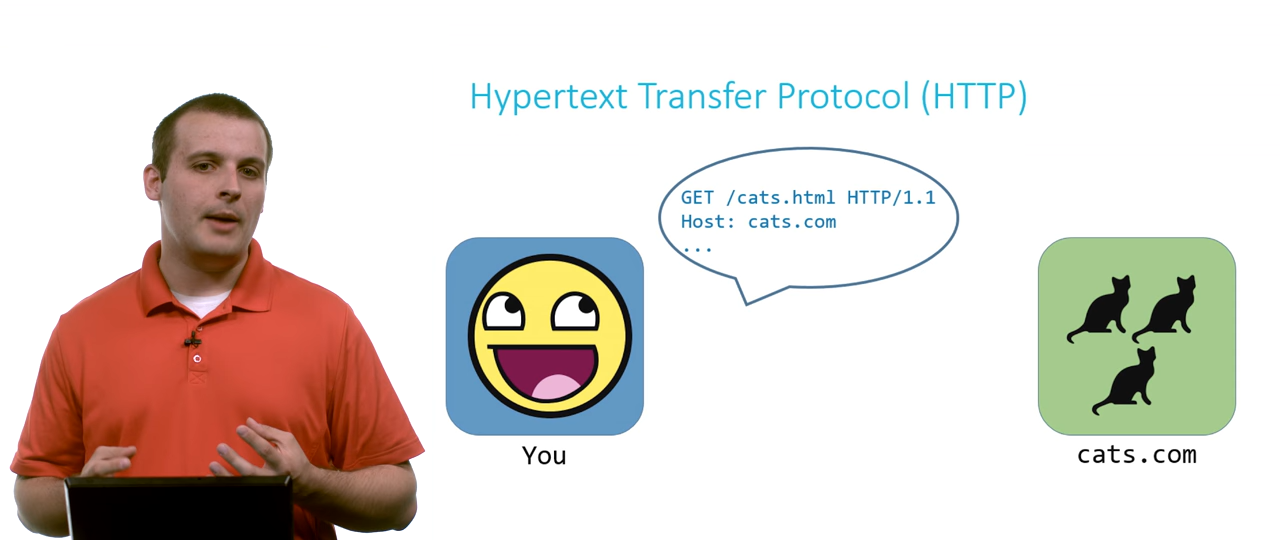 Hypertext Transfer Protocol (HTTP)
GET /cats.html HTTP/1.1
Host: cats.com
...
You
cats.com